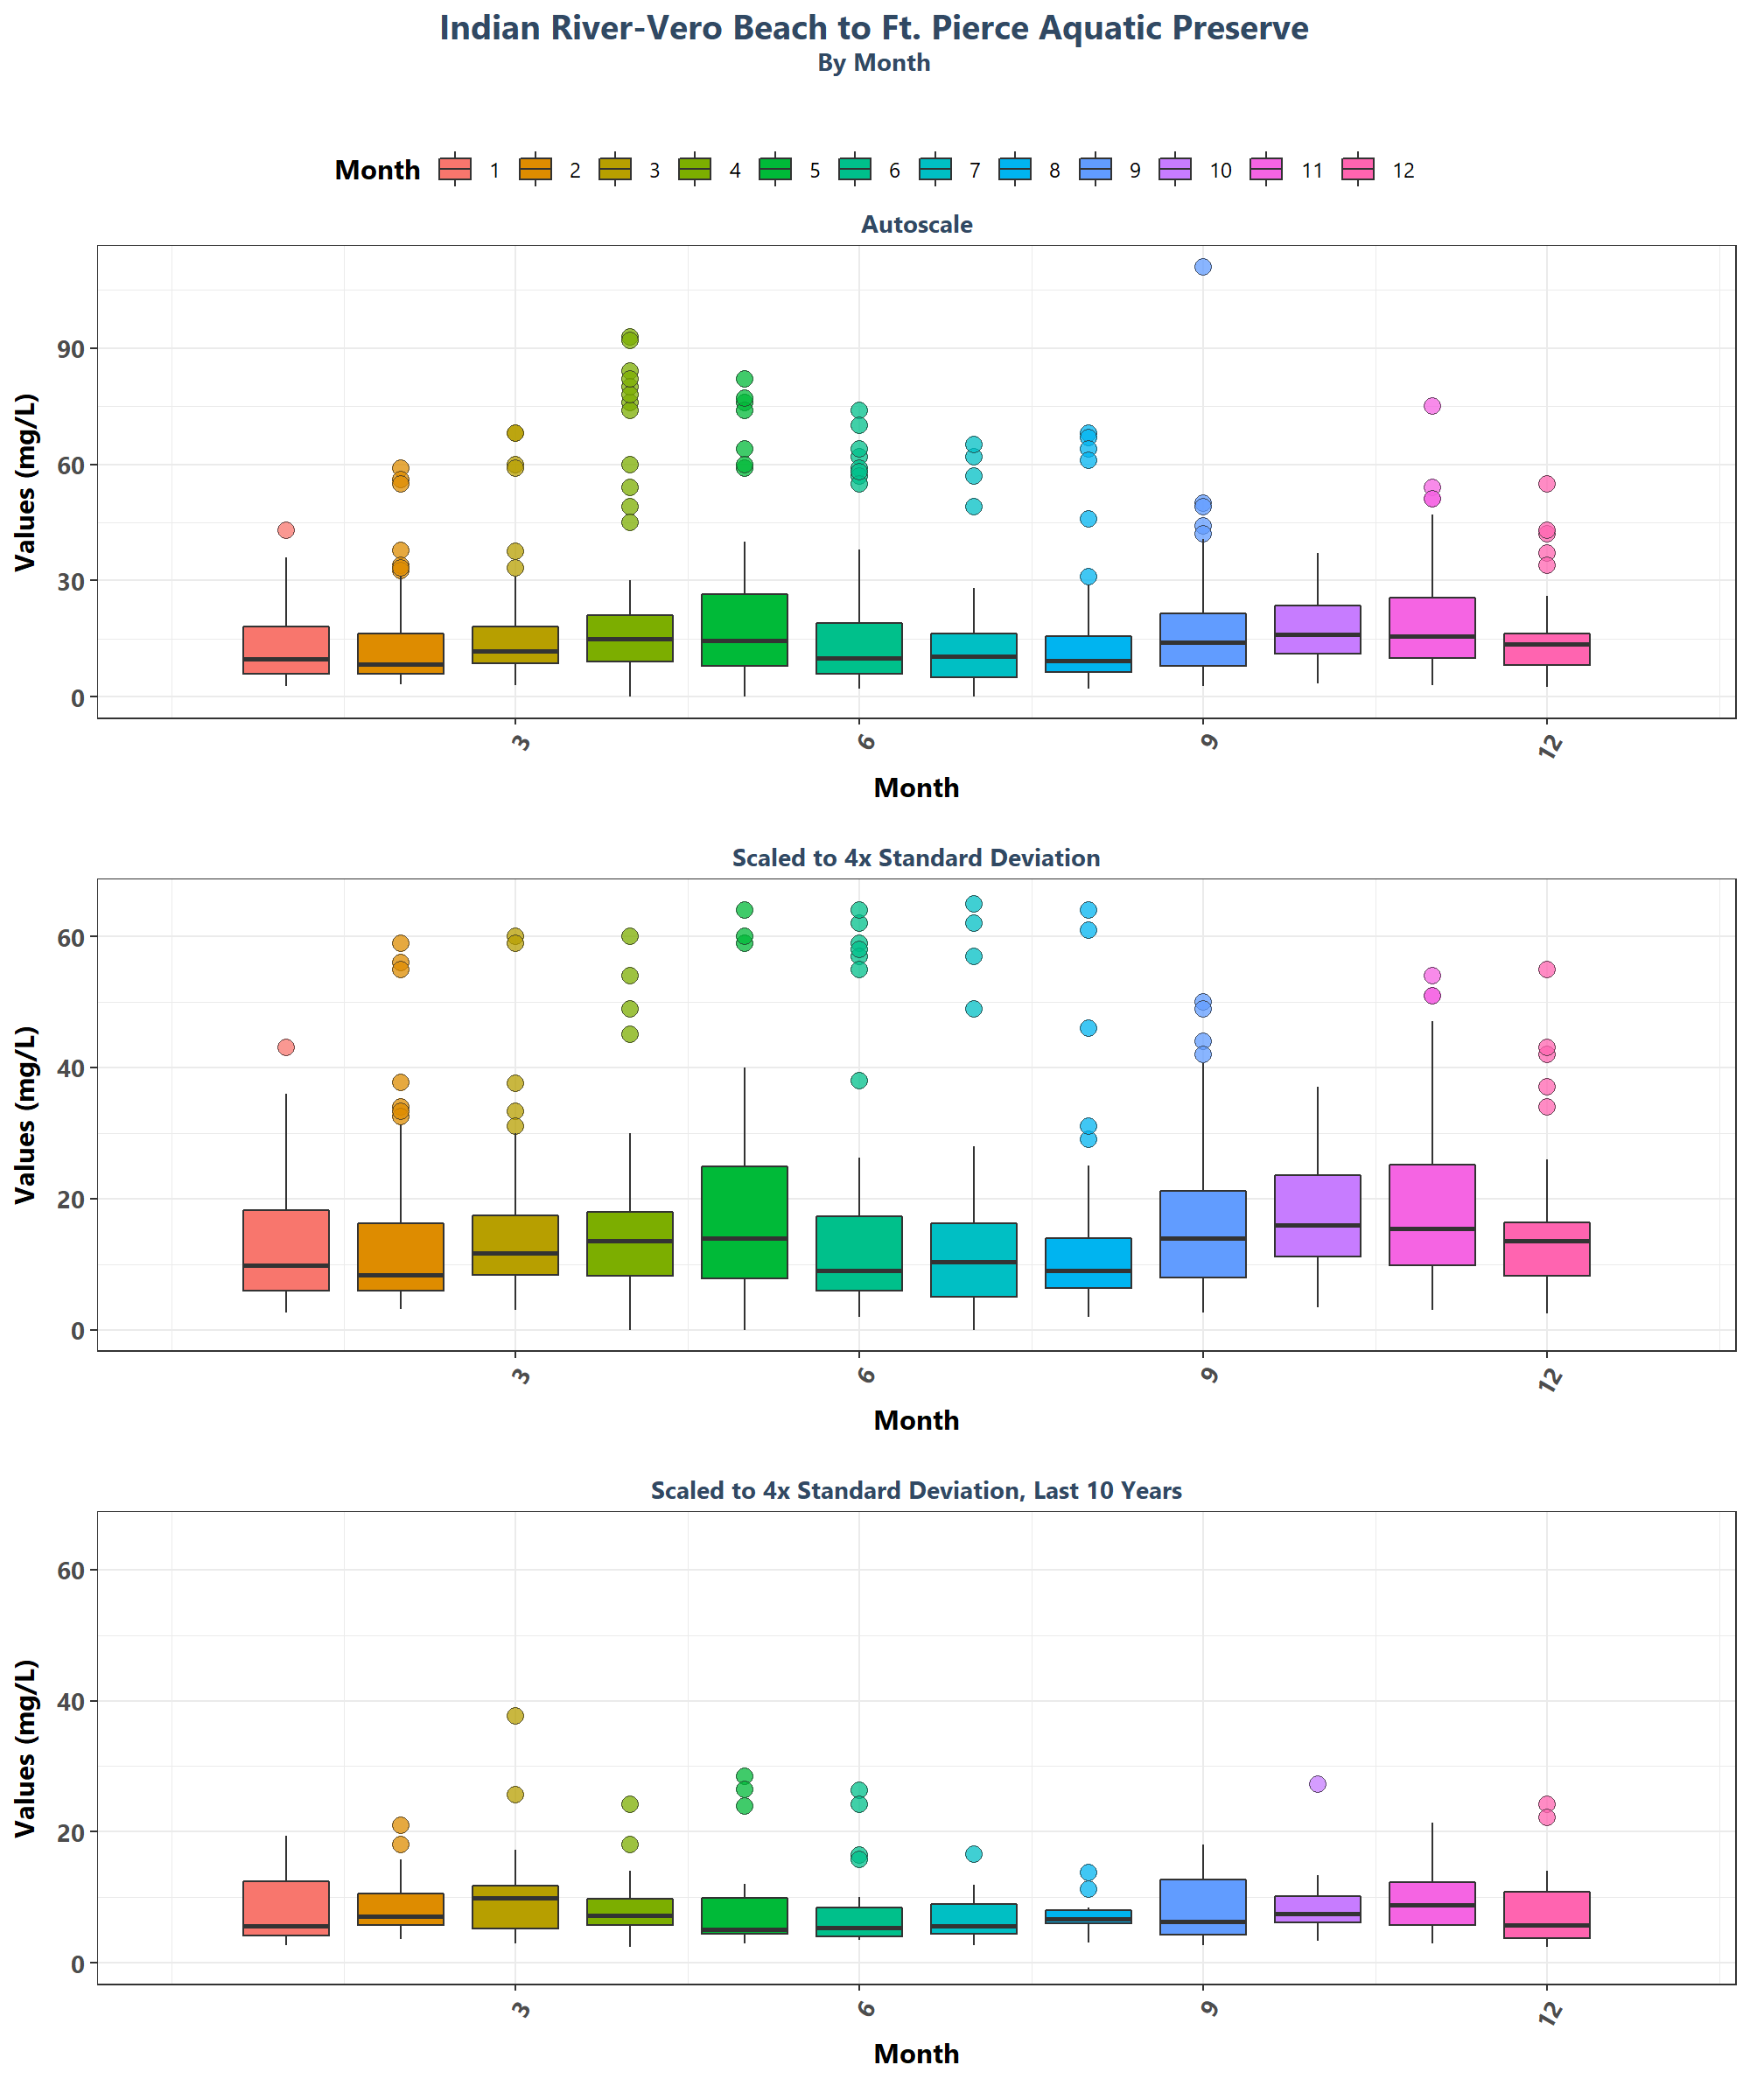 Indian River-Vero Beach to Ft. Pierce Aquatic Preserve
By Month
Month 1 2 3 4 5 6 7 8 9 10 11 12
Autoscale
Values (mg/L)
90
60
30
0
3 6 9 12
Month
Scaled to 4x Standard Deviation
Values (mg/L)
60
40
20
0
3 6 9 12
Month
Scaled to 4x Standard Deviation, Last 10 Years
Values (mg/L)
60
40
20
0
3 6 9 12
Month